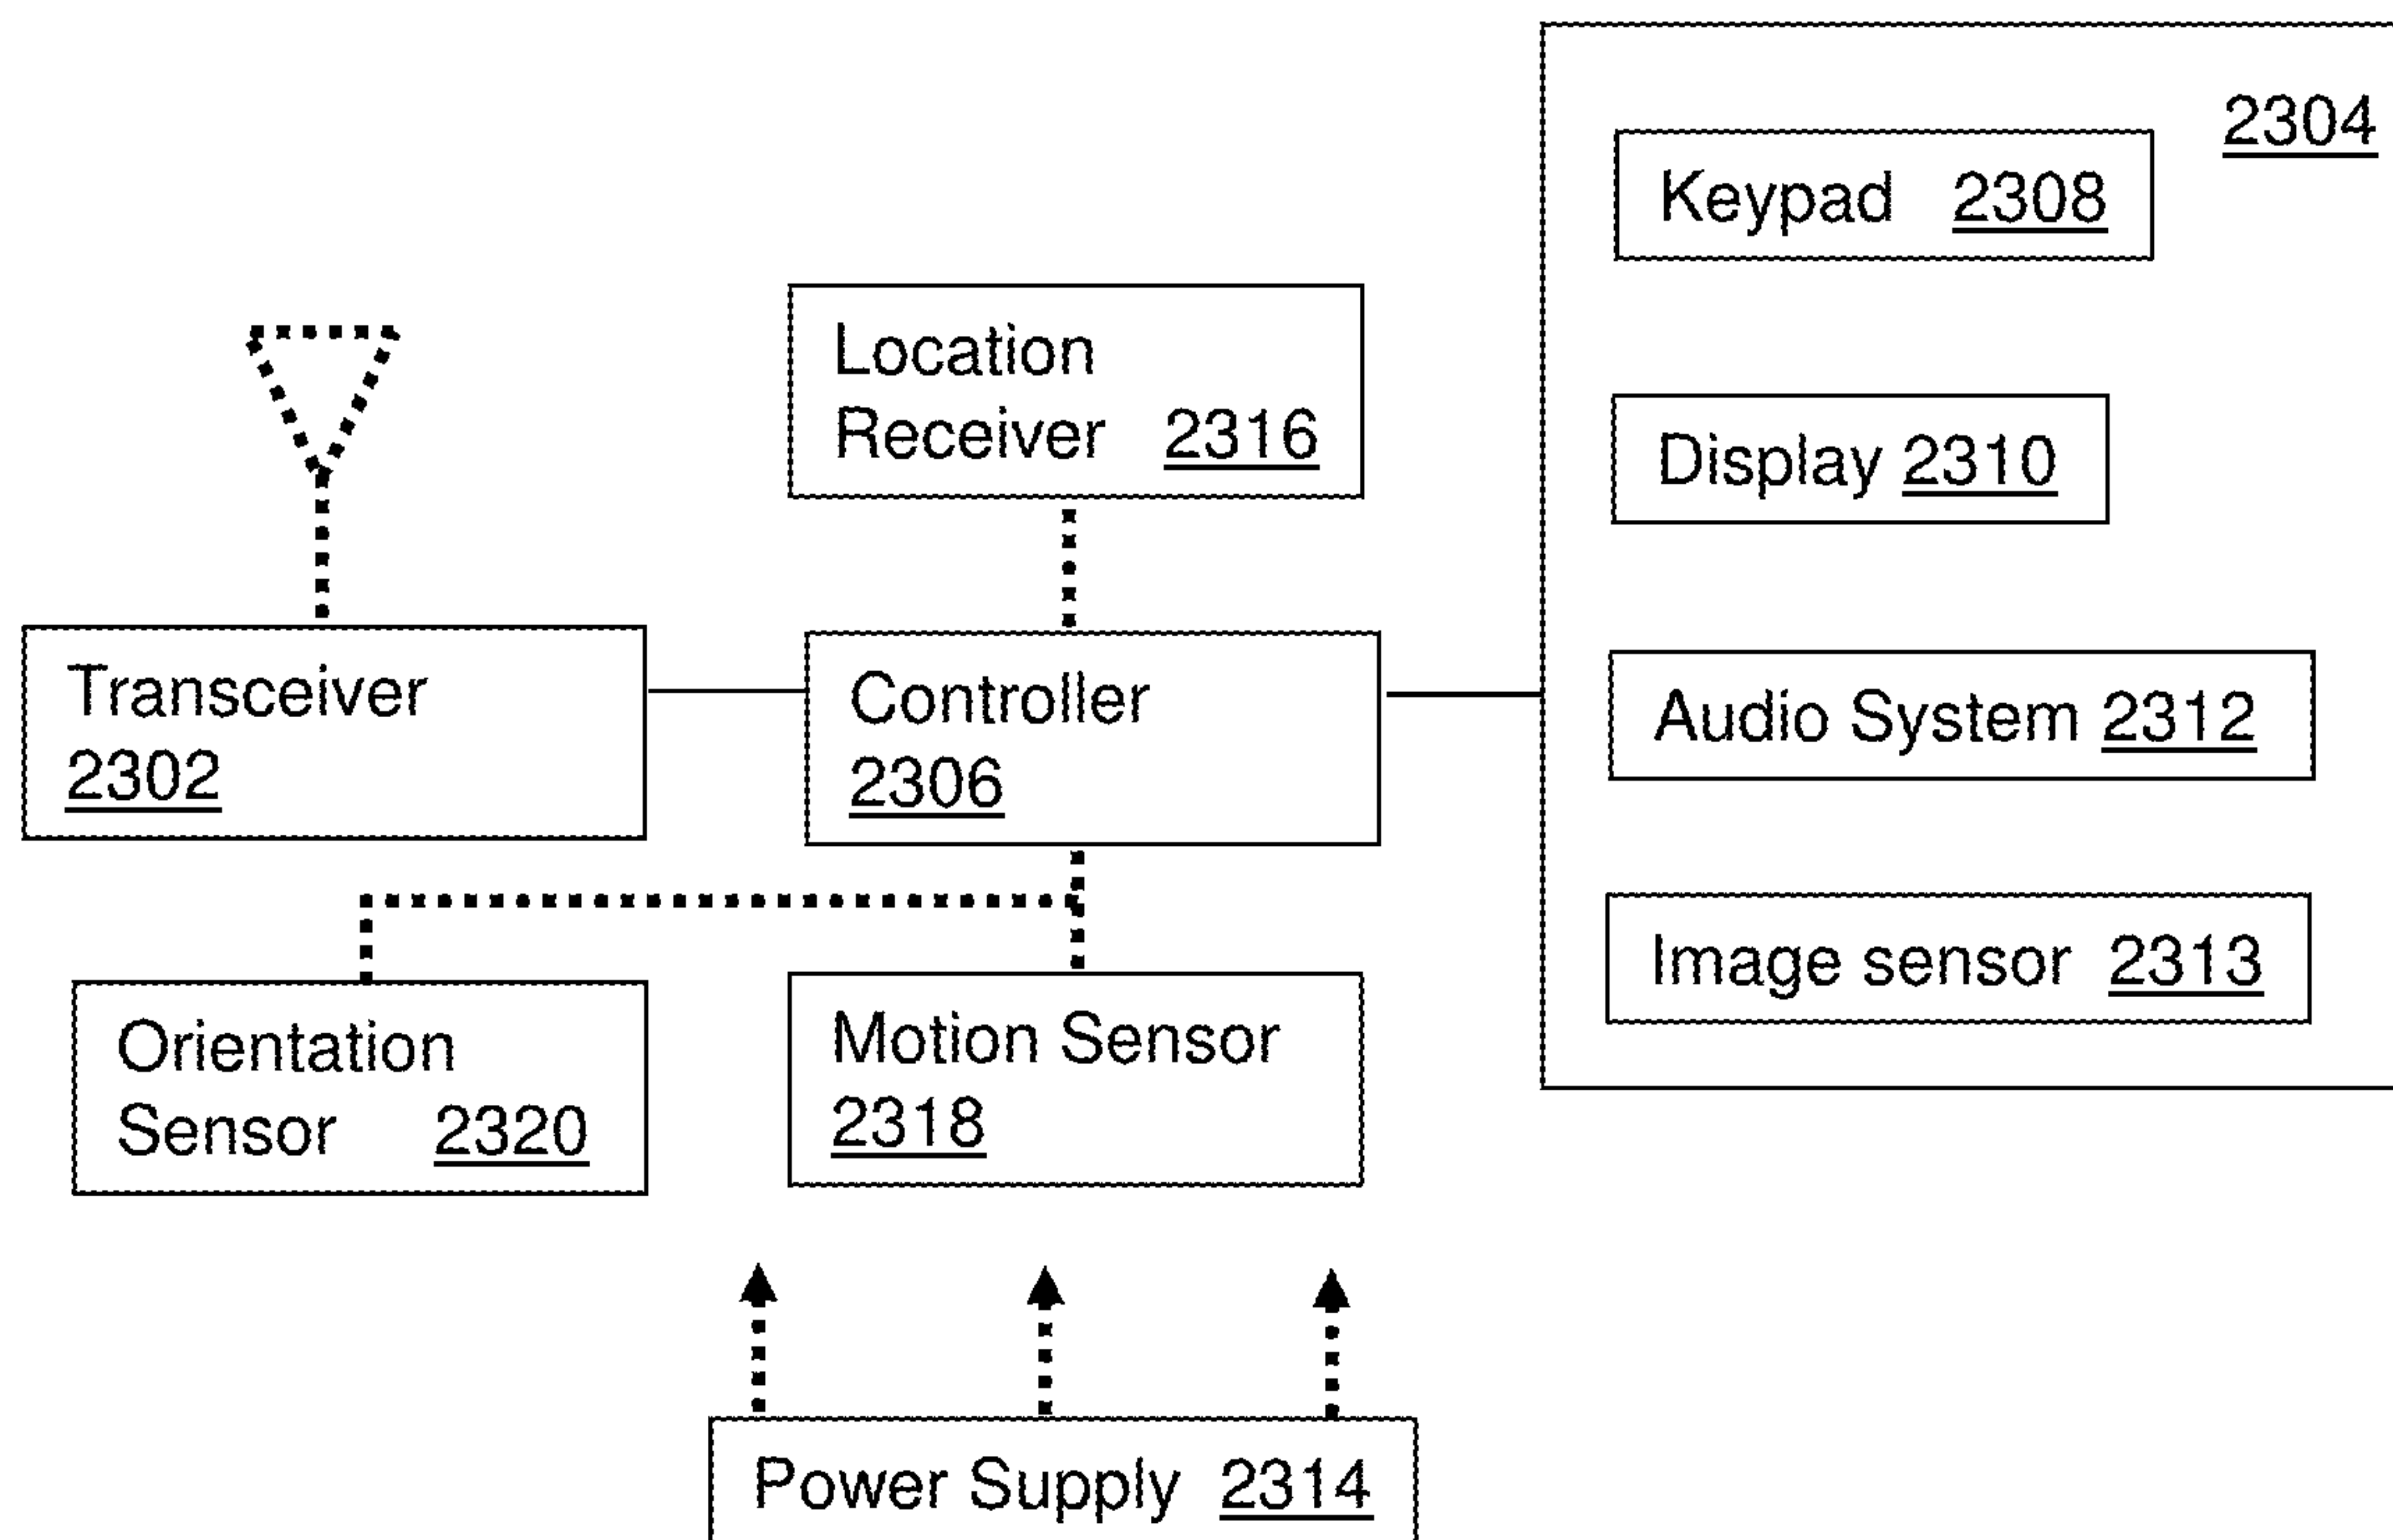 2304
Keypad 2308
Location
Receiver 2316
Display 2310
Transceiver
2302
Controller
2306
Audio System 2312
Image sensor 2313
Orientation
Sensor 2320
Motion Sensor
2318
Power Supply 2314